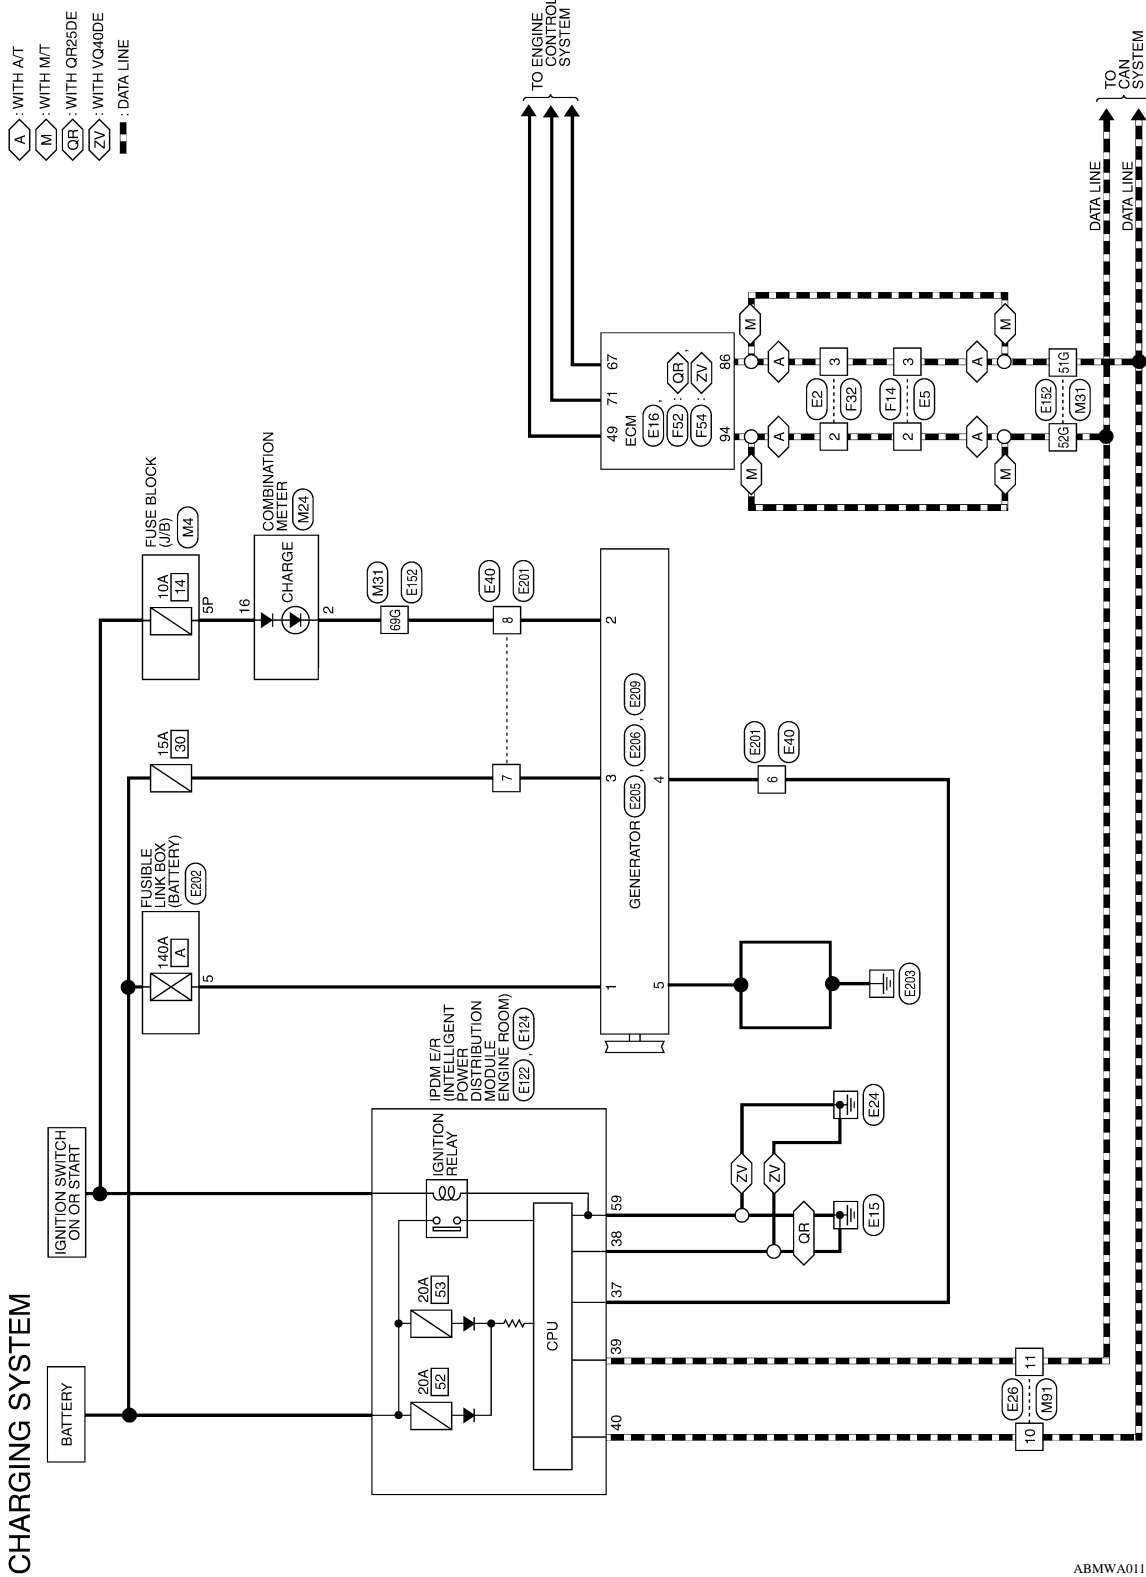 CHARGING SYSTEM
A : WITH A/T
M : WITH M/T
QR : WITH QR25DE
ZV : WITH VQ40DE
: DATA LINE
BATTERY
IGNITION SWITCH
ON OR START
140A
A
FUSIBLE
LINK BOX
(BATTERY)
E202
5
15A
30
10A
14
FUSE BLOCK
(J/B)
M4
5P
16
CHARGE
COMBINATION
METER
M24
2
69G
M31
E152
7
8
E40
E201
20A
52
20A
53
IGNITION
RELAY
CPU
IPDM E/R
(INTELLIGENT
POWER
DISTRIBUTION
MODULE
ENGINE ROOM)
E122 , E124
40
39
37
38
59
1
3
2
GENERATOR E205 , E206 , E209
5
4
E203
6
E201
E40
ZV
ZV
QR
E24
E15
10
11
E26
M91
49
71
67
ECM
E16 ,
F52 : QR ,
F54 : ZV
94
86
TO ENGINE
CONTROL
SYSTEM
M
A
A
M
2
3
E2
F32
2
3
F14
E5
M
A
A
M
52G
51G
E152
M31
DATA LINE
DATA LINE
TO
CAN
SYSTEM
ABMWA011